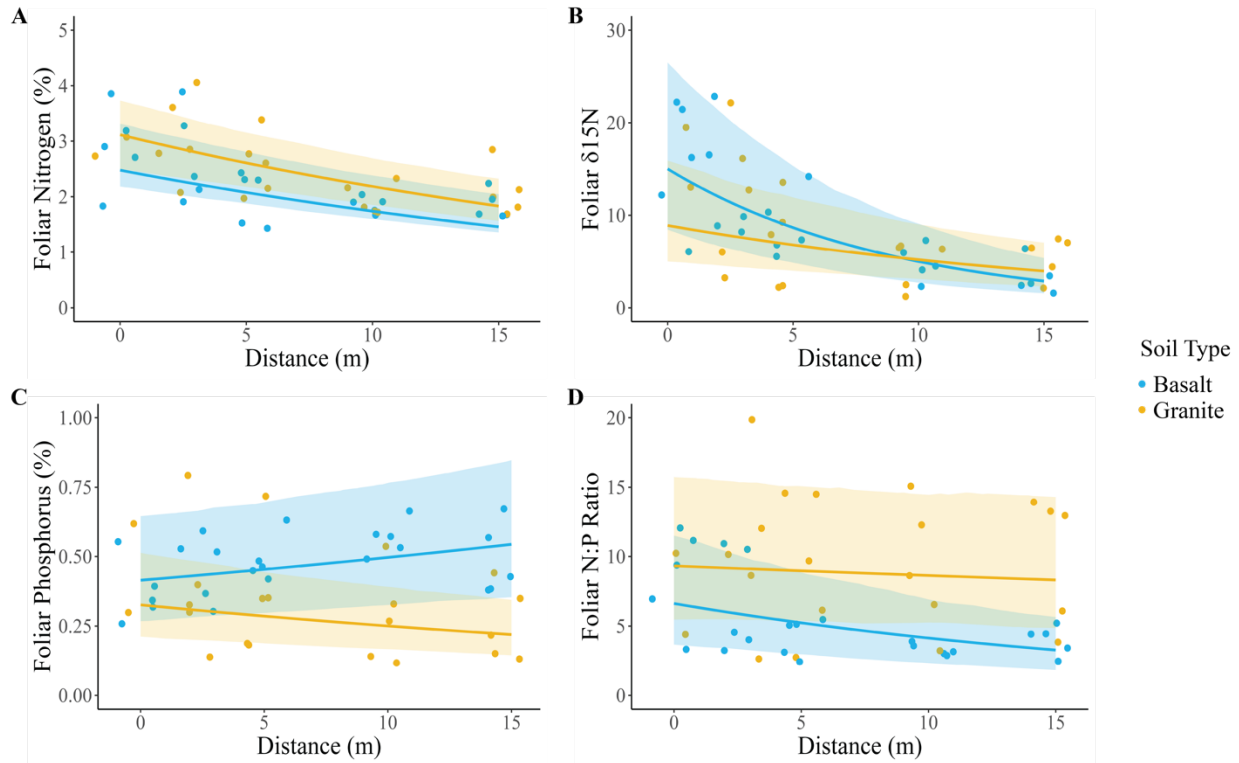 A
Foliar Nitrogen (%)
5
4
3
2
1
0
0 5 10 15
Distance (m)
B
Foliar δ15N
30
20
10
0
0 5 10 15
Distance (m)
C
Foliar Phosphorus (%)
1.00
0.75
0.50
0.25
0.00
0 5 10 15
Distance (m)
D
Foliar N:P Ratio
20
15
10
5
0
0 5 10 15
Distance (m)
Soil Type
Basalt
Granite